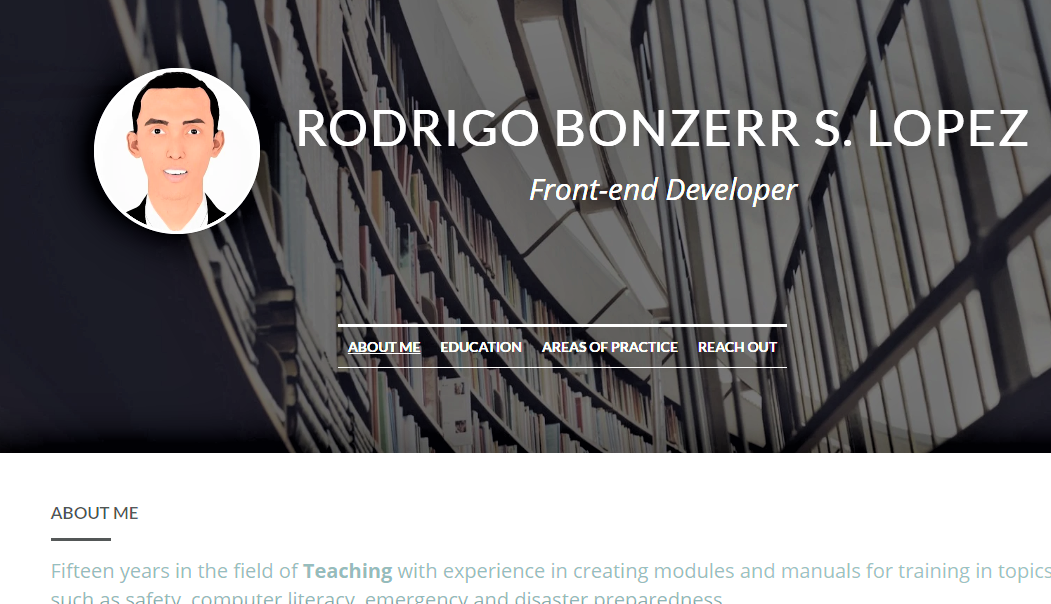 RODRIGO BONZERR S. LOPEZ
Front-end Developer
ABOUT ME EDUCATION AREAS OF PRACTICE REACH OUT
ABOUT ME
Fifteen years in the field of Teaching with experience in creating modules and manuals for training in topics
such as safety, computer literacy, emergency and disaster preparedness